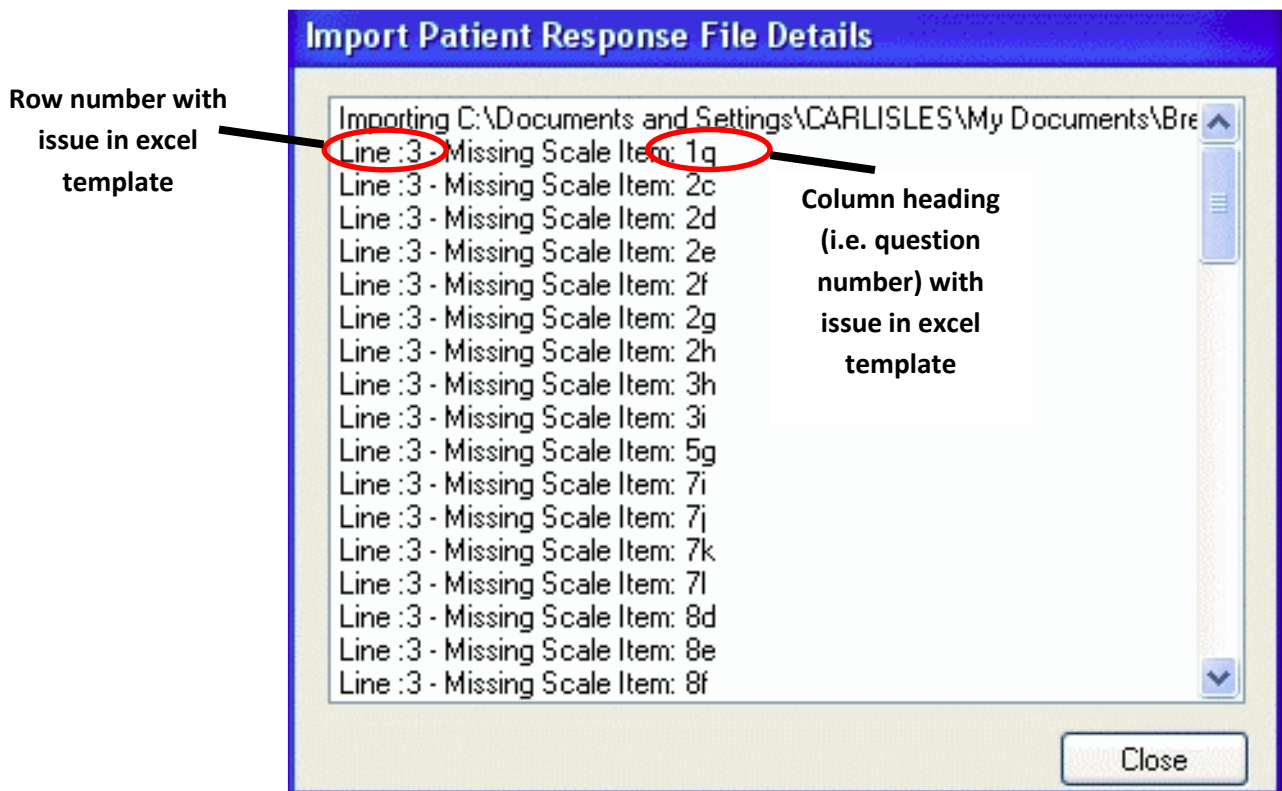 Import Patient Response File Details
Row number with
issue in excel
template
Importing C:\Documents and Settings\CARLISLES\My Documents\Bre
Line :3 - Missing Scale Item: 1q
Line :3 - Missing Scale Item: 2c
Line :3 - Missing Scale Item: 2d
Line :3 - Missing Scale Item: 2e
Line :3 - Missing Scale Item: 2f
Line :3 - Missing Scale Item: 2g
Line :3 - Missing Scale Item: 2h
Line :3 - Missing Scale Item: 3h
Line :3 - Missing Scale Item: 3i
Line :3 - Missing Scale Item: 5g
Line :3 - Missing Scale Item: 7i
Line :3 - Missing Scale Item: 7j
Line :3 - Missing Scale Item: 7k
Line :3 - Missing Scale Item: 7l
Line :3 - Missing Scale Item: 8d
Line :3 - Missing Scale Item: 8e
Line :3 - Missing Scale Item: 8f
Column heading
(i.e. question
number) with
issue in excel
template
Close